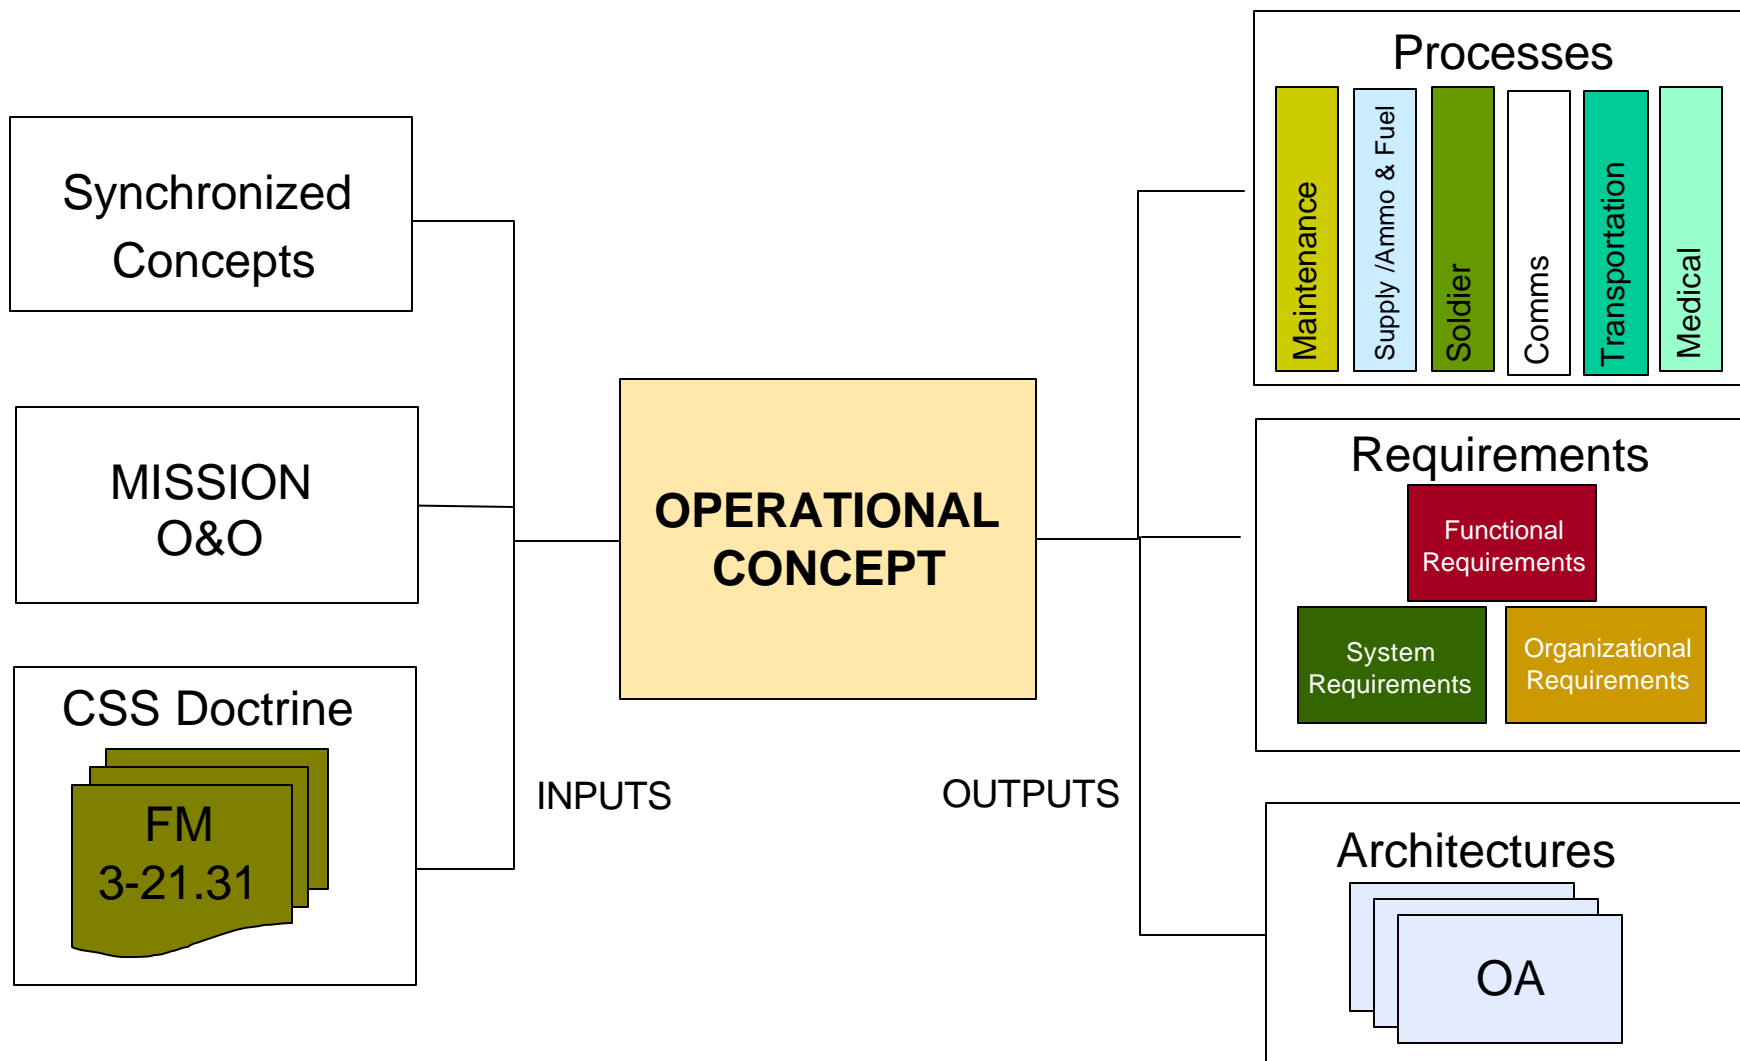 Synchronized
Concepts
MISSION
O&O
CSS Doctrine
FM
3-21.31
INPUTS
OPERATIONAL
CONCEPT
OUTPUTS
Processes
Maintenance
Supply /Ammo & Fuel
Soldier
Comms
Transportation
Medical
Requirements
Functional
Requirements
System
Requirements
Organizational
Requirements
Architectures
OA